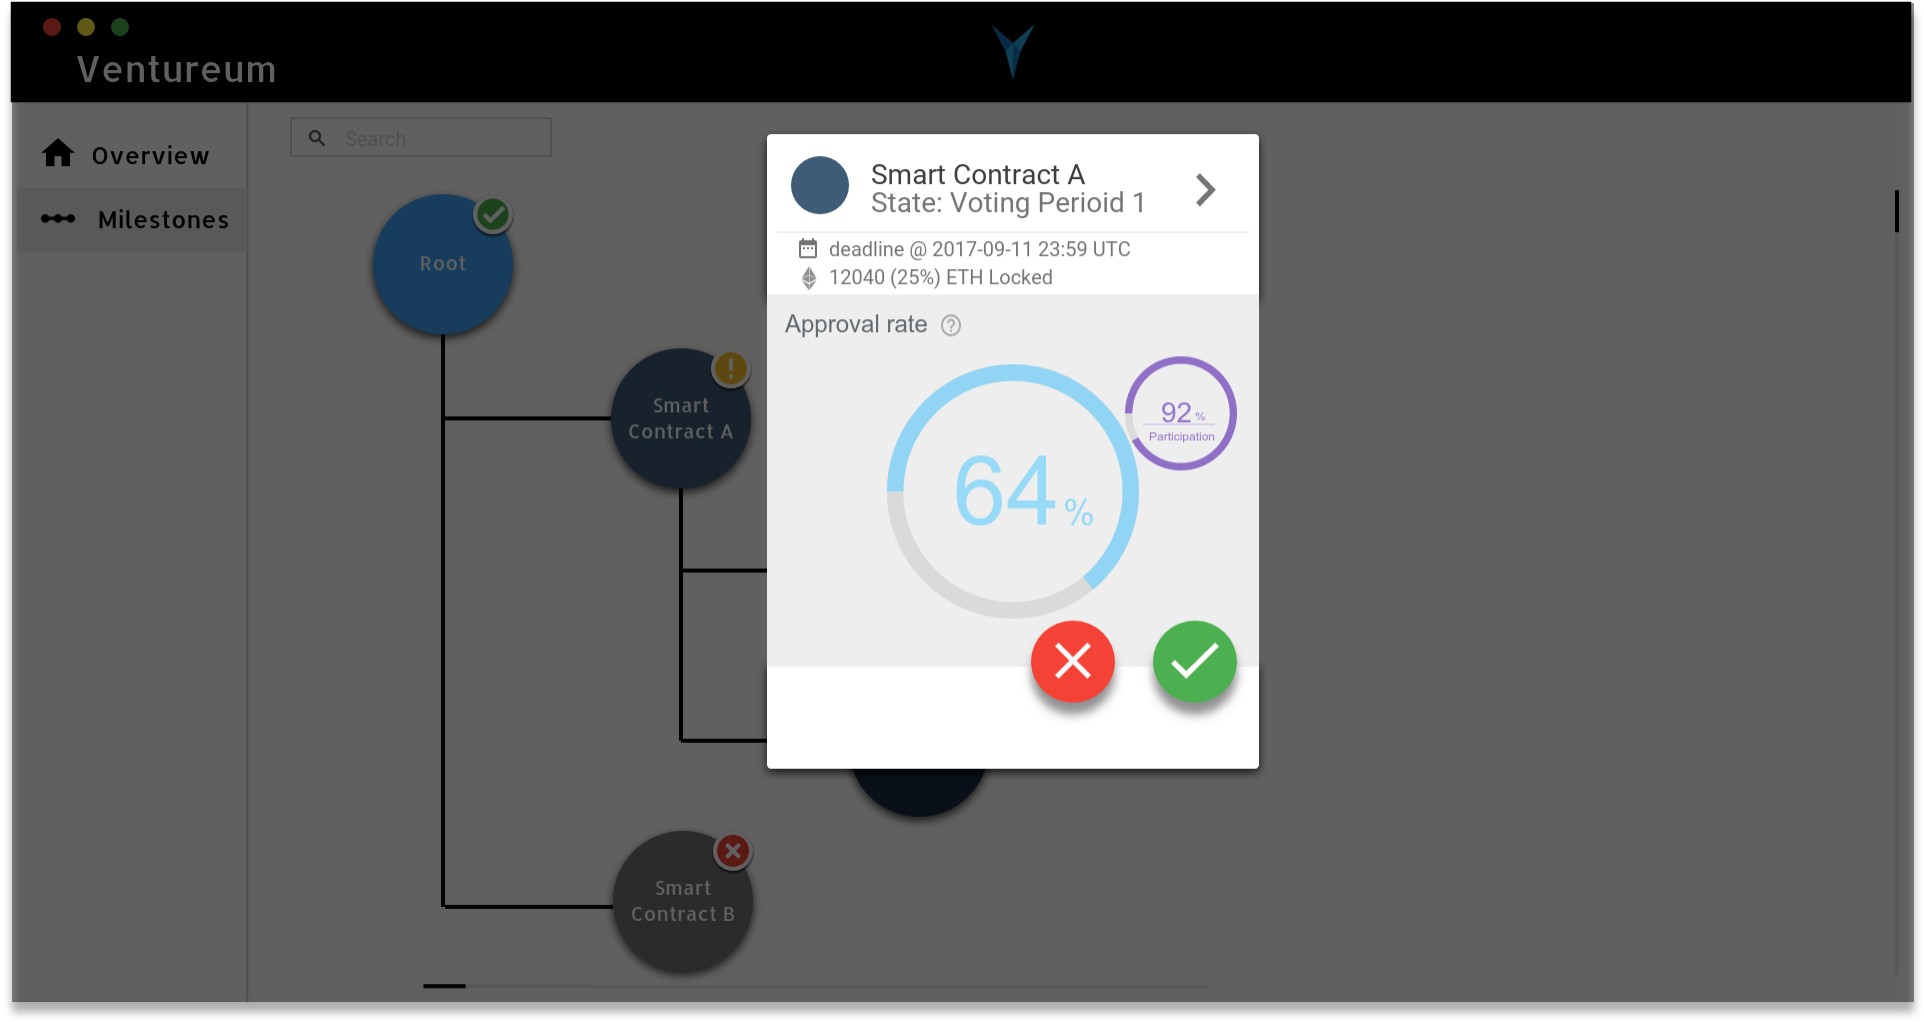 Ventureum
Overview
Milestones
Search
Root
Smart
Contract A
Smart
Contract B
Smart Contract A
State: Voting Perioid 1
deadline @ 2017-09-11 23:59 UTC
12040 (25%) ETH Locked
Approval rate ?
64 %
92 %
Participation